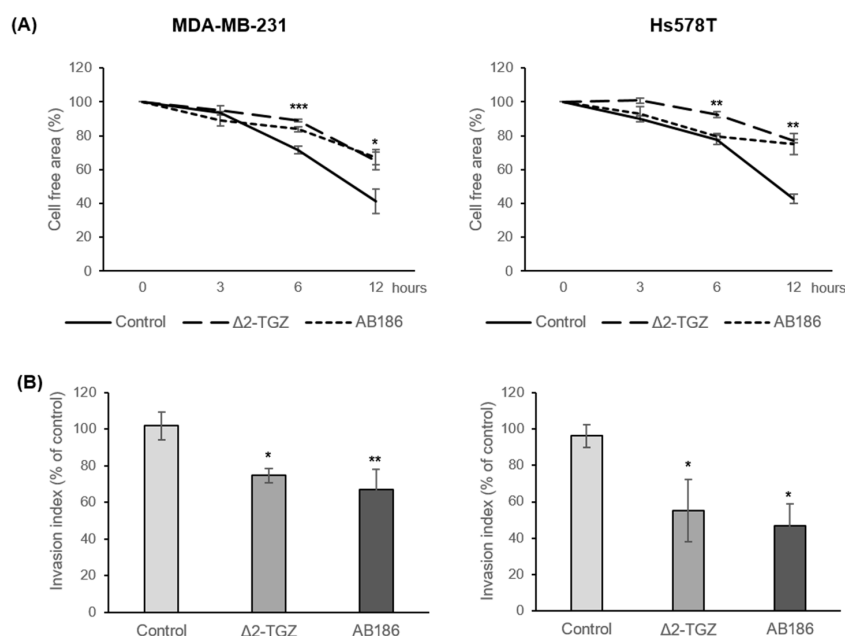 (A)
MDA-MB-231
Hs578T
Cell free area (%)
120
100
80
60
40
20
0
***
*
0 3 6 12 hours
Control Δ2-TGZ AB186
Cell free area (%)
120
100
80
60
40
20
0
**
**
0 3 6 12 hours
Control Δ2-TGZ AB186
(B)
Invasion index (% of control)
120
100
80
60
40
20
0
*
**
Control Δ2-TGZ AB186
Invasion index (% of control)
120
100
80
60
40
20
0
*
*
Control Δ2-TGZ AB186